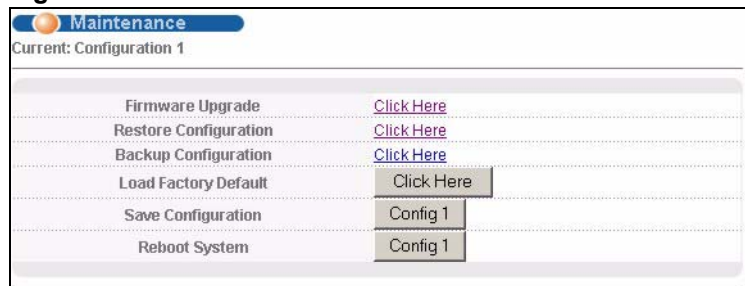 Maintenance
Current: Configuration 1
Firmware Upgrade Click Here
Restore Configuration Click Here
Backup Configuration Click Here
Load Factory Default Click Here
Save Configuration Config 1
Reboot System Config 1